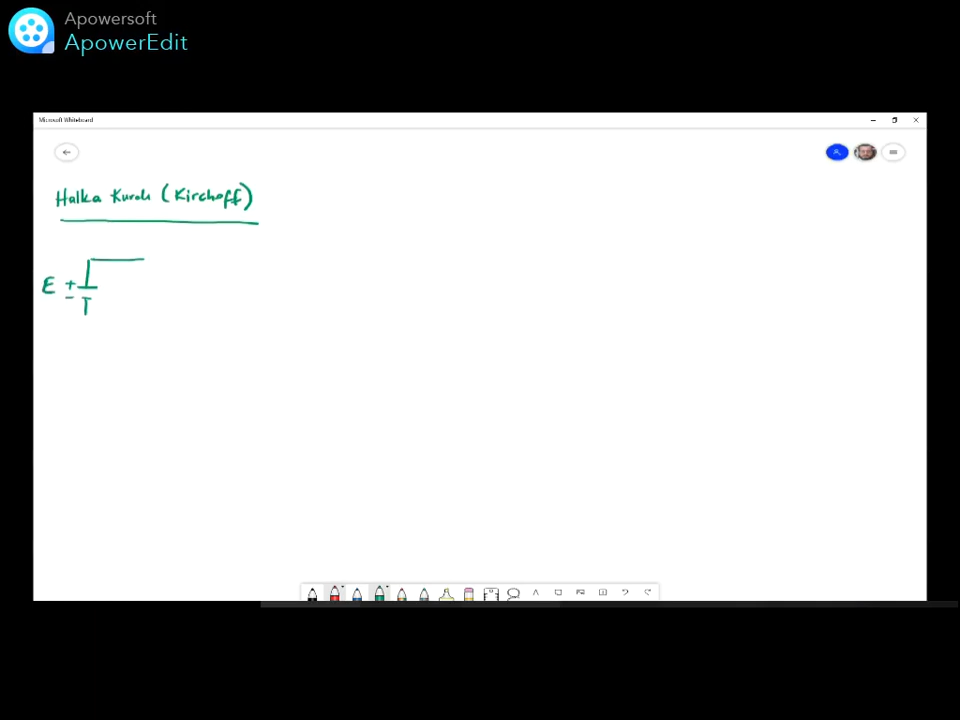 Apowersoft
ApowerEdit
Microsoft Whiteboard
Halka Kuralı (Kirchoff)
E + 
-